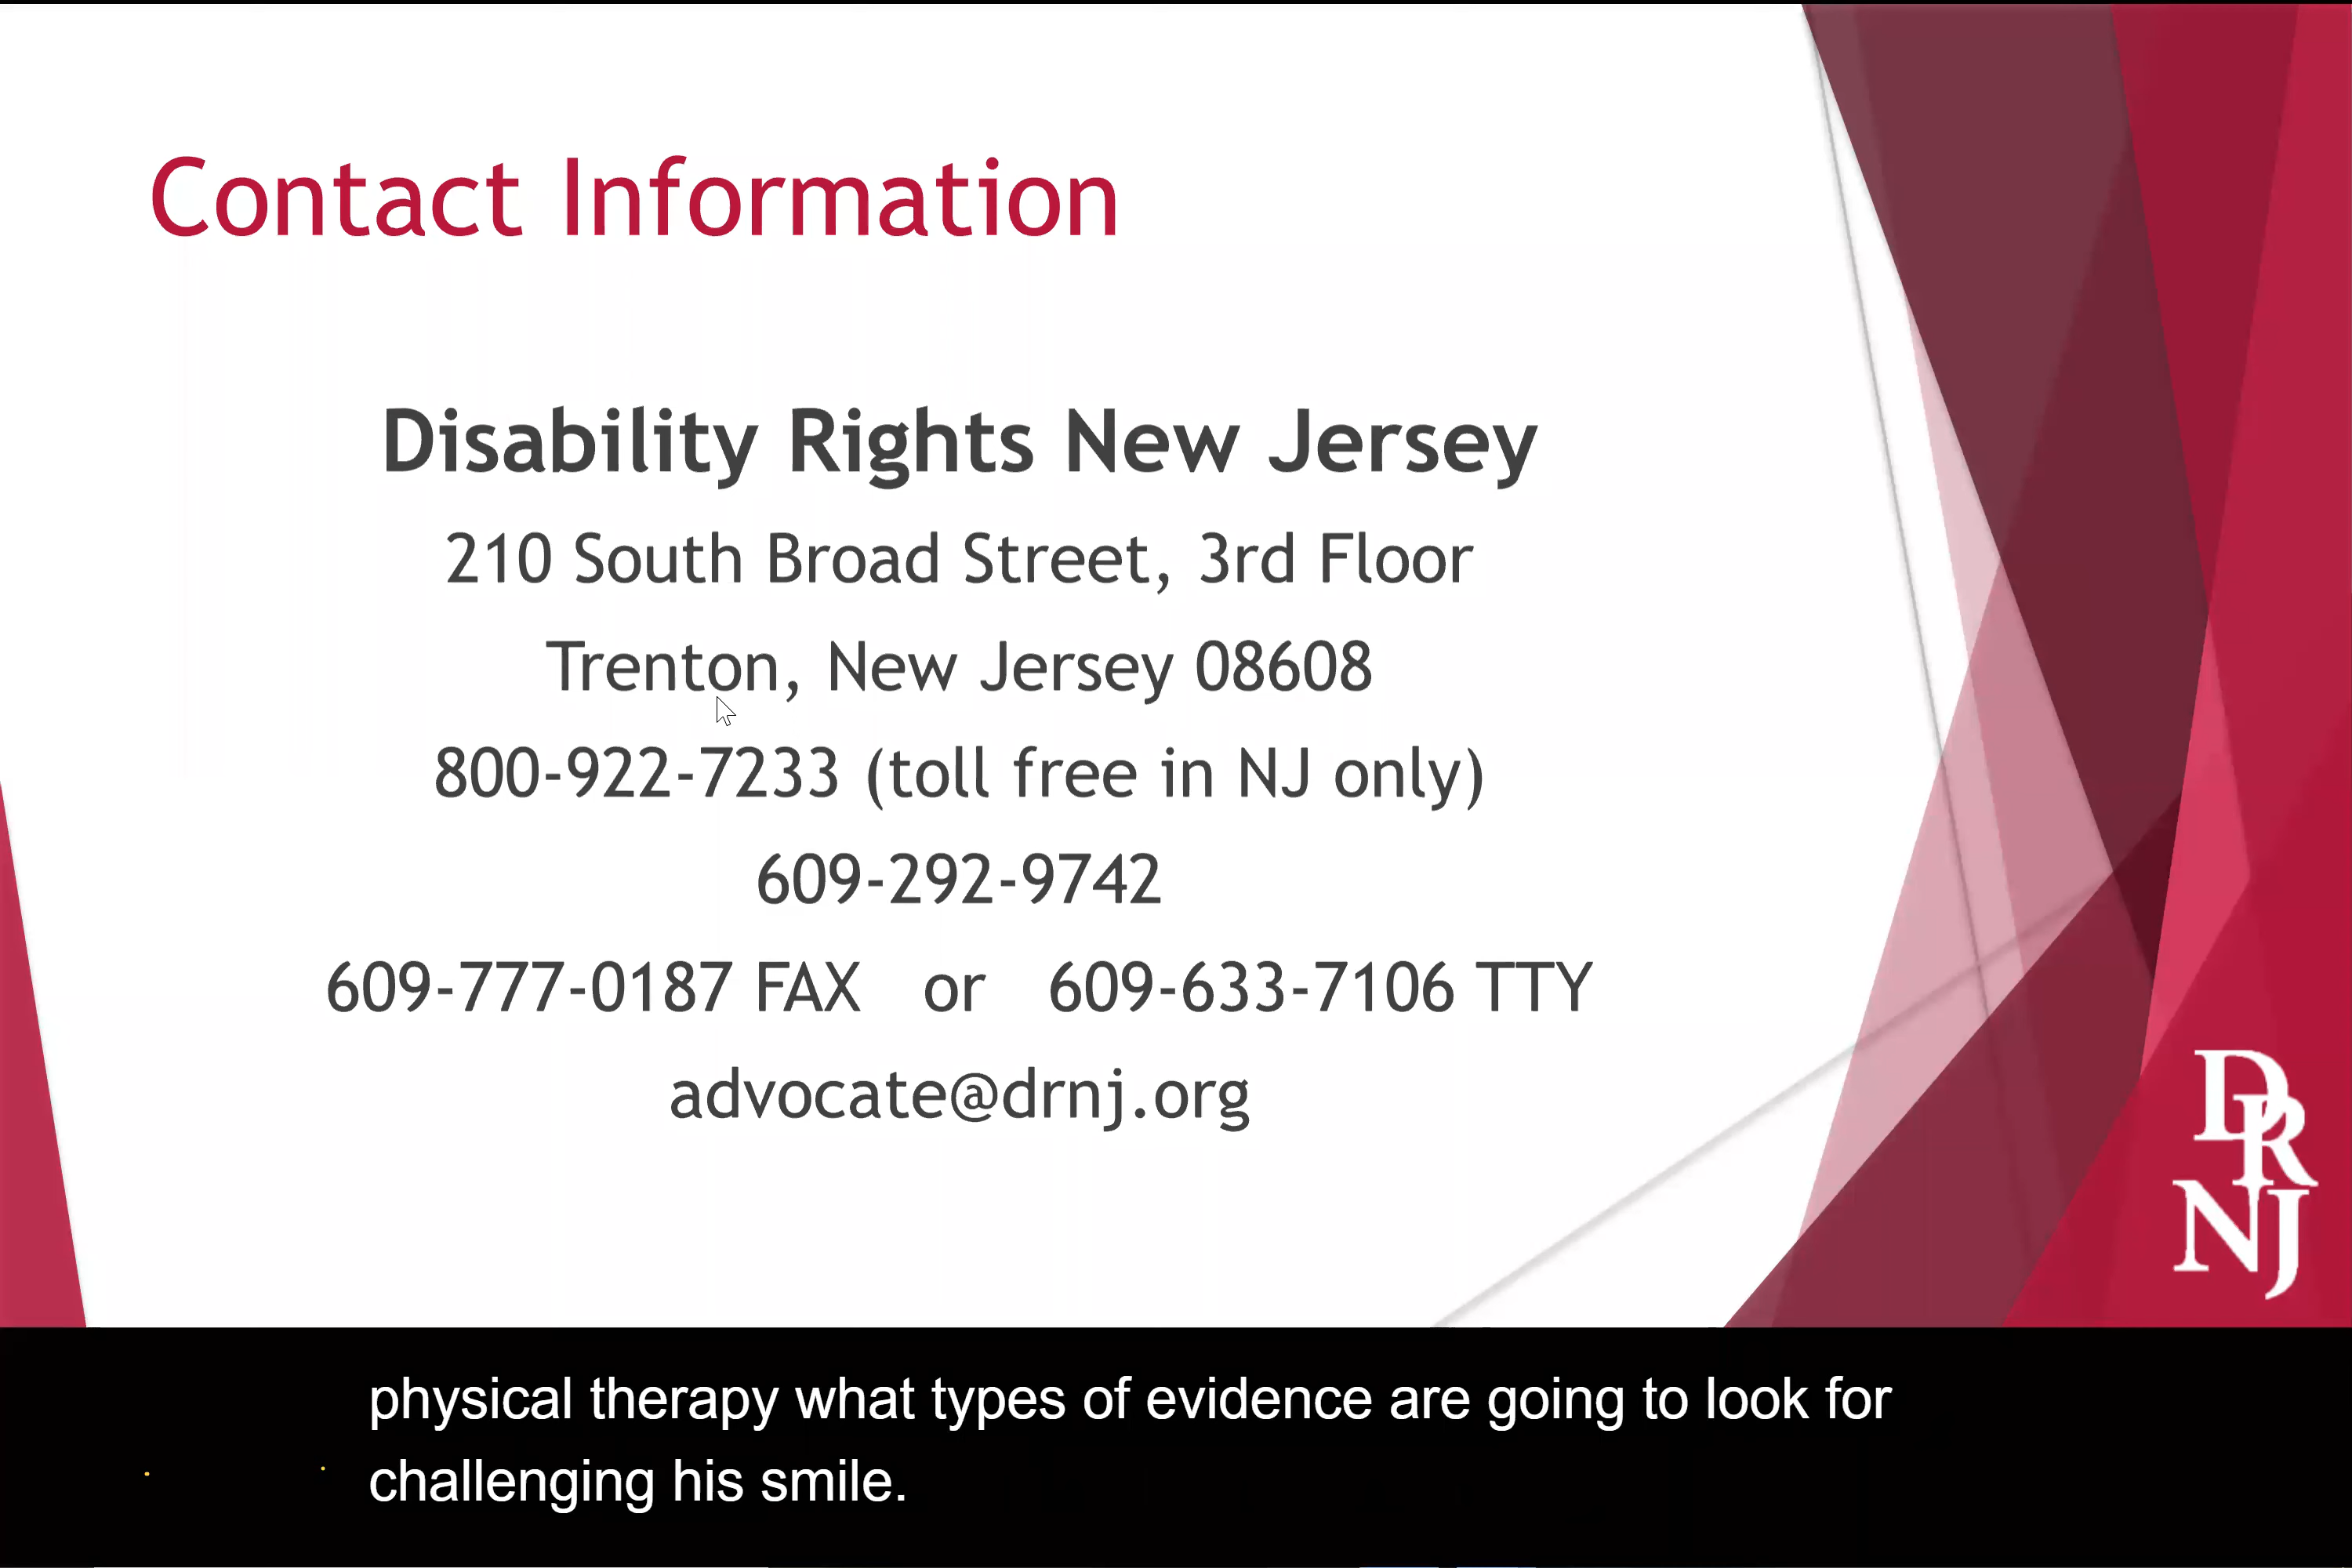 Contact Information
Disability Rights New Jersey
210 South Broad Street, 3rd Floor
Trenton, New Jersey 08608
800-922-7233 (toll free in NJ only)
609-292-9742
609-777-0187 FAX or 609-633-7106 TTY
advocate@drnj.org
DR
NJ
physical therapy what types of evidence are going to look for
challenging his smile.